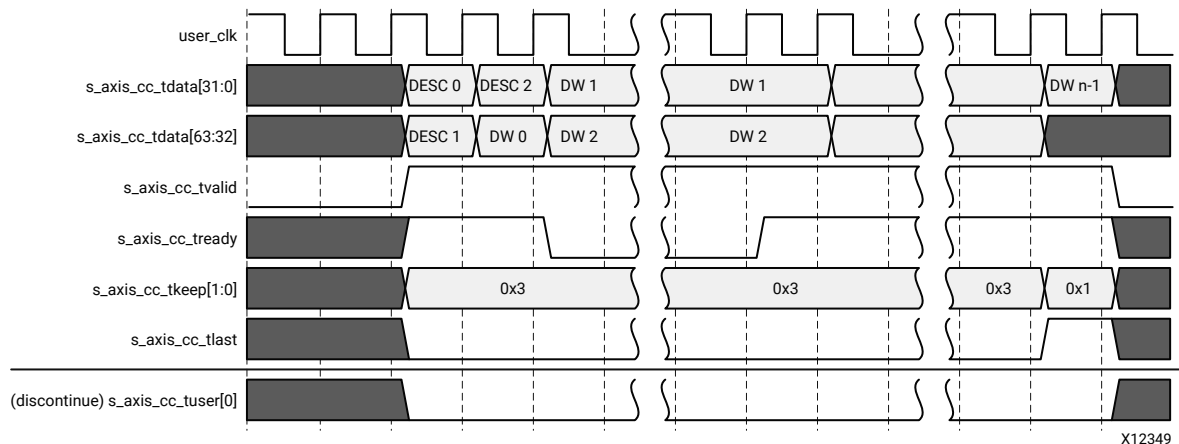 user_clk
s_axis_cc_tdata[31:0] DESC 0 DESC 2 DW 1 DW 1 DW n-1
s_axis_cc_tdata[63:32] DESC 1 DW 0 DW 2 DW 2
s_axis_cc_tvalid
s_axis_cc_tready
s_axis_cc_tkeep[1:0] 0x3 0x3 0x3 0x1
s_axis_cc_tlast
(discontinue) s_axis_cc_tuser[0]
X12349